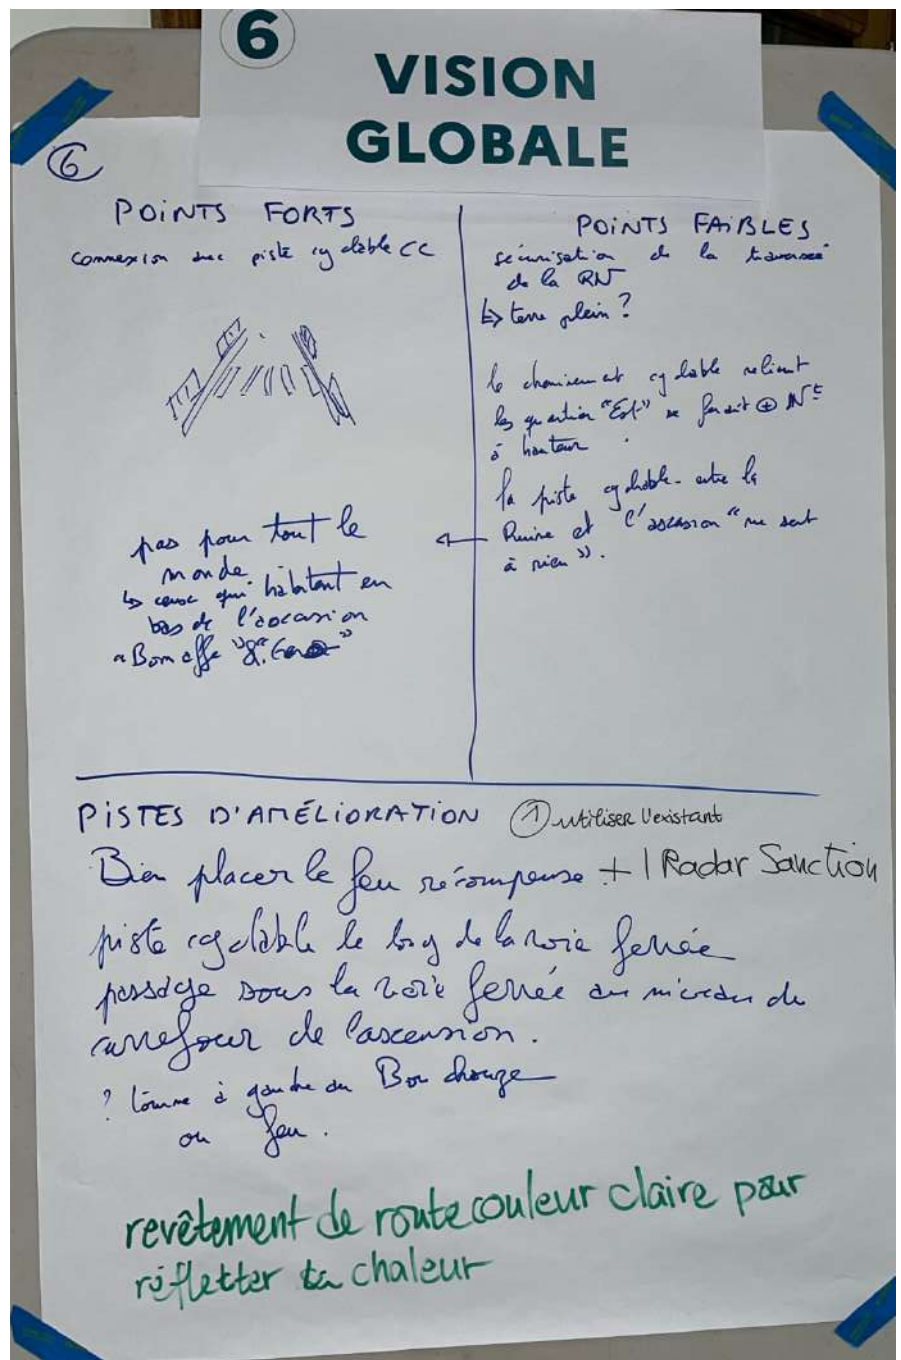 6
VISION
GLOBALE
6
POINTS FORTS
connexion avec piste cyclable CC
pas pour tout le
monde
↳ ceux qui habitent en
bas de l'ascension
POINTS FAIBLES
sécurisation de la traversée
de la RN
↳ terre plein ?
le cheminement cyclable reliant
les quartier "Est" se ferait ⊕ Nt
à hauteur
la piste cyclable entre la
Ruine et l'ascension "ne sert
à rien".
PISTES D'AMÉLIORATION ① utiliser l'existant
Bien placer le feu récompense + 1 Radar Sanction
piste cyclable le long de la voie ferrée
passage sous la voie ferrée au niveau du
carrefour de l'ascension.
? tourne à gauche au
ou feu.
revêtement de route couleur claire pour
réfletter la chaleur